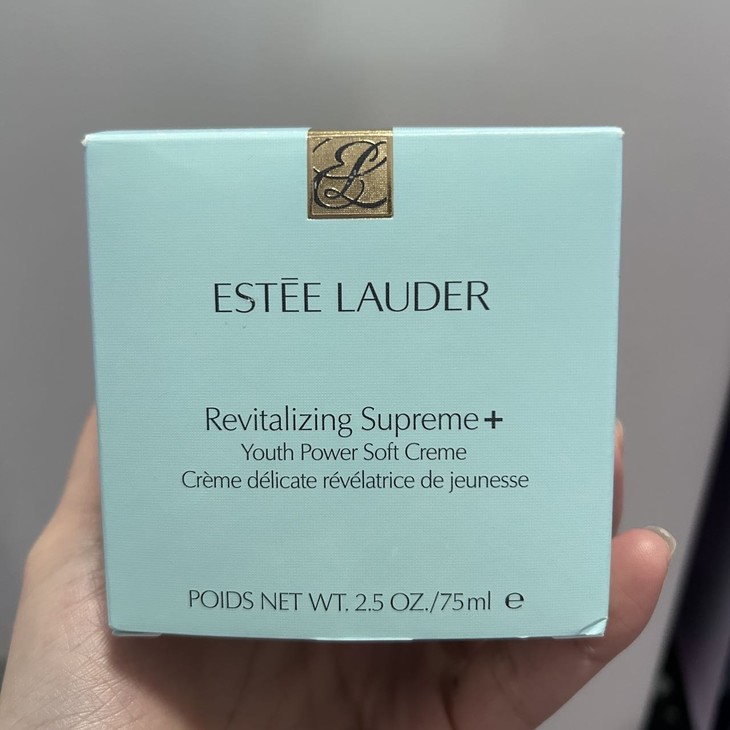 EL
ESTĒE LAUDER
Revitalizing Supreme+
Youth Power Soft Creme
Crème délicate révélatrice de jeunesse
POIDS NET WT. 2.5 OZ./75ml ℮